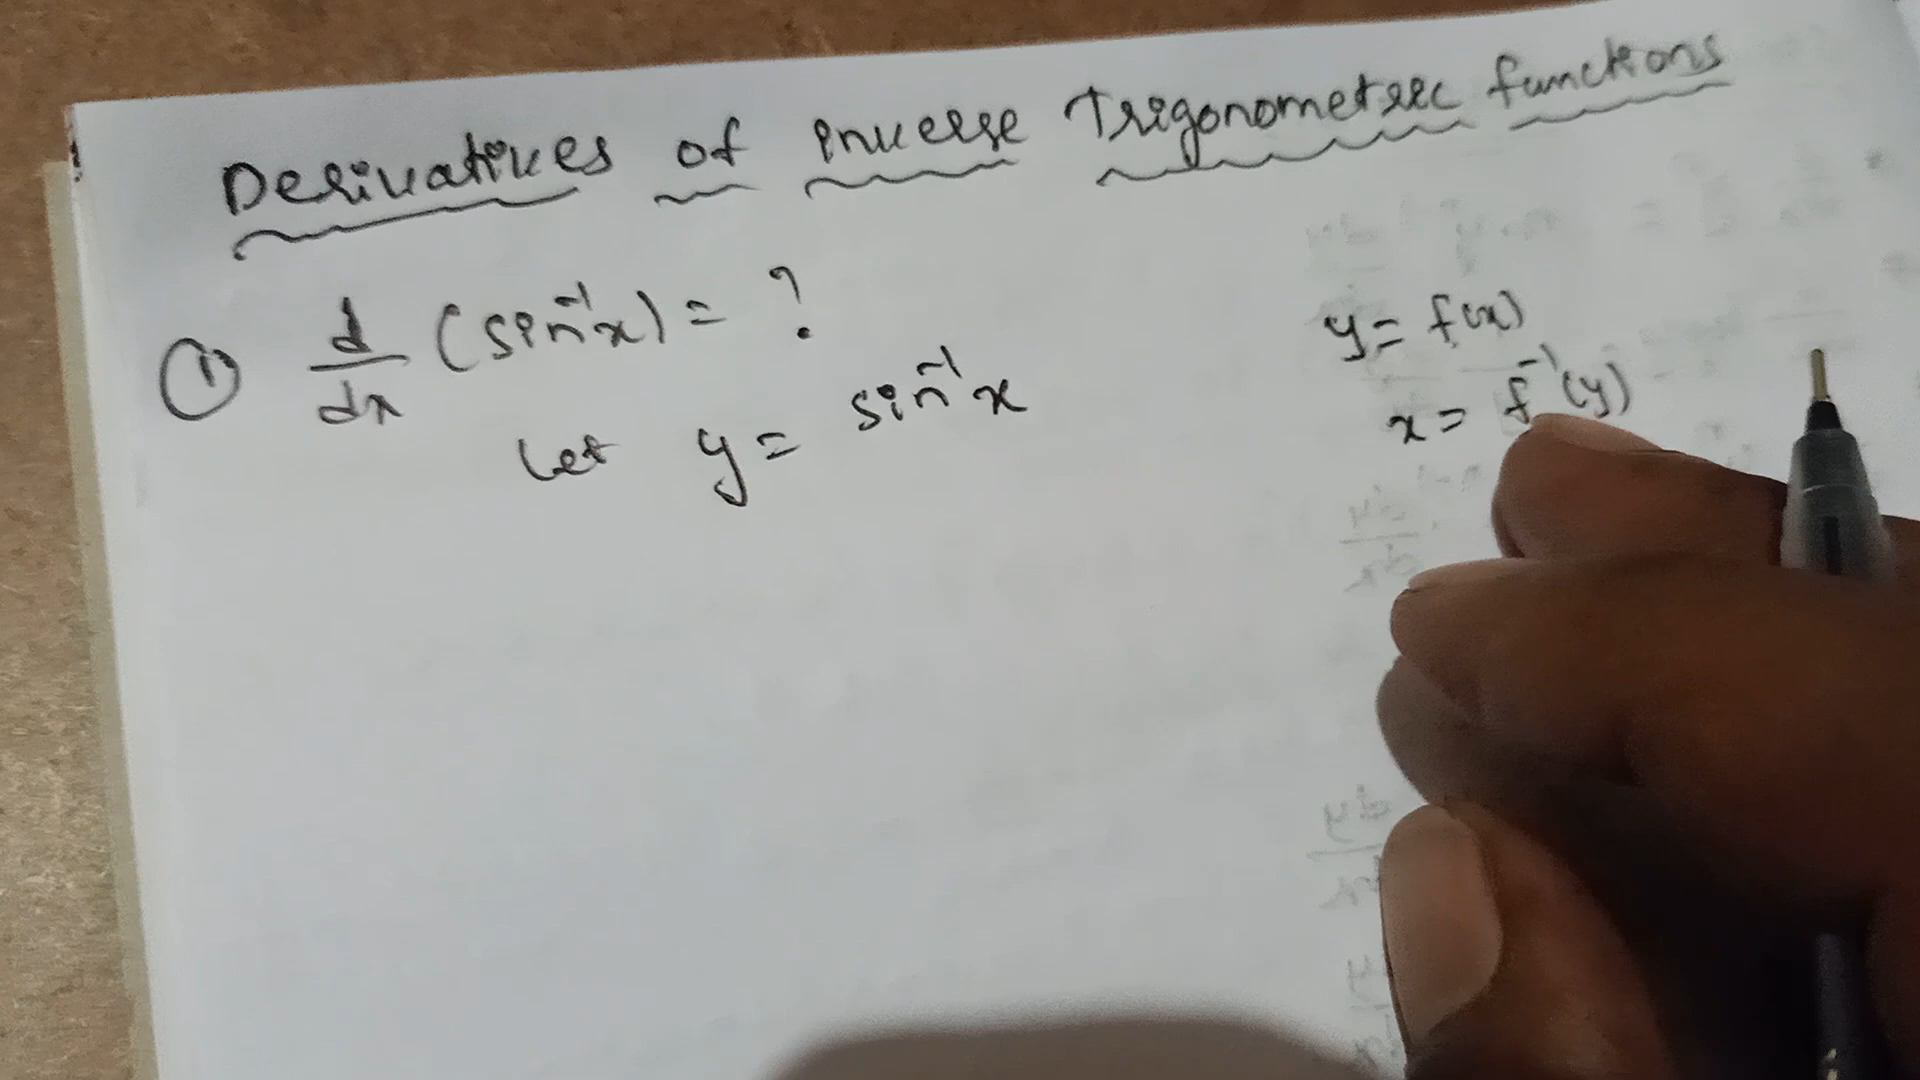 Derivatives of inverse Trigonometric functions
① d/dx (sin⁻¹x) = ?
Let y = sin⁻¹x
y = f(x)
x = f⁻¹(y)